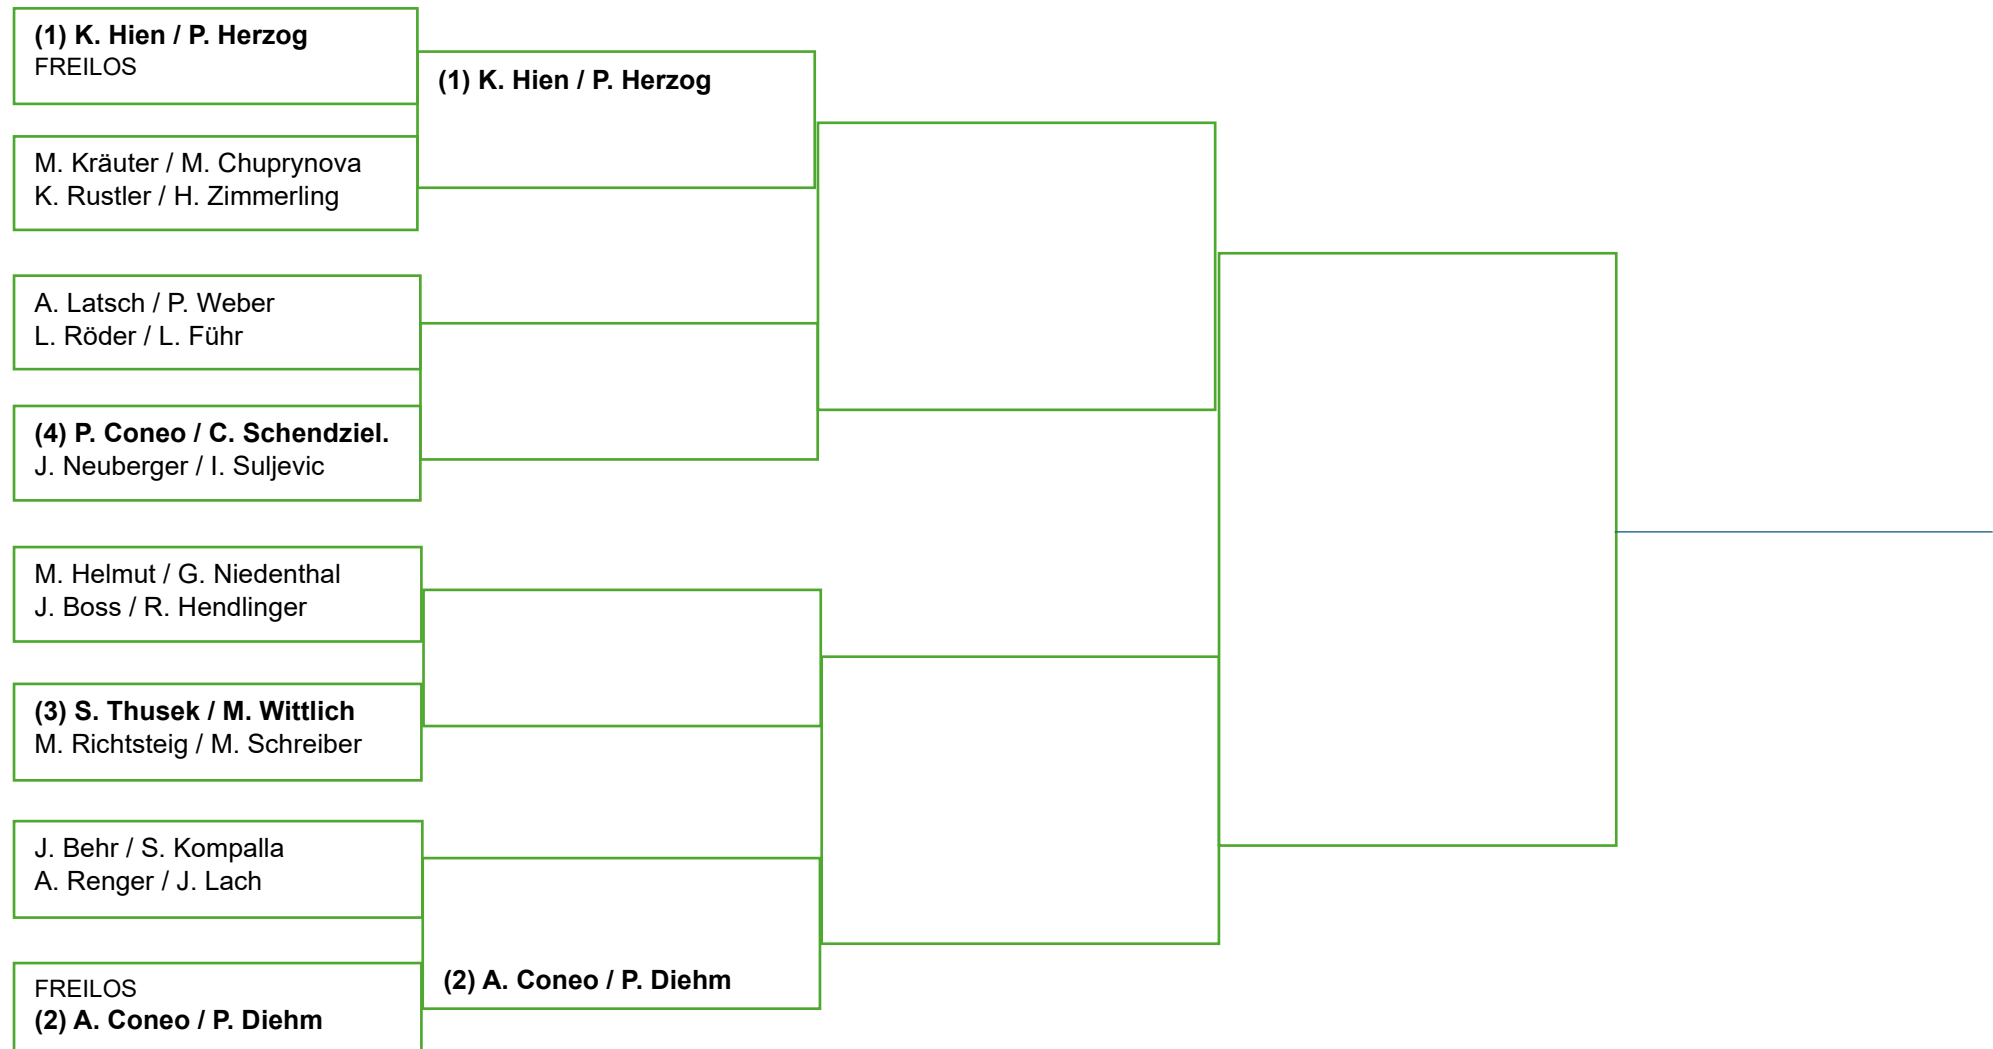 (1) K. Hien / P. Herzog
FREILOS
(1) K. Hien / P. Herzog
M. Kräuter / M. Chuprynova
K. Rustler / H. Zimmerling
A. Latsch / P. Weber
L. Röder / L. Führ
(4) P. Coneo / C. Schendziel.
J. Neuberger / I. Suljevic
M. Helmut / G. Niedenthal
J. Boss / R. Hendlinger
(3) S. Thusek / M. Wittlich
M. Richtsteig / M. Schreiber
J. Behr / S. Kompalla
A. Renger / J. Lach
(2) A. Coneo / P. Diehm
FREILOS
(2) A. Coneo / P. Diehm